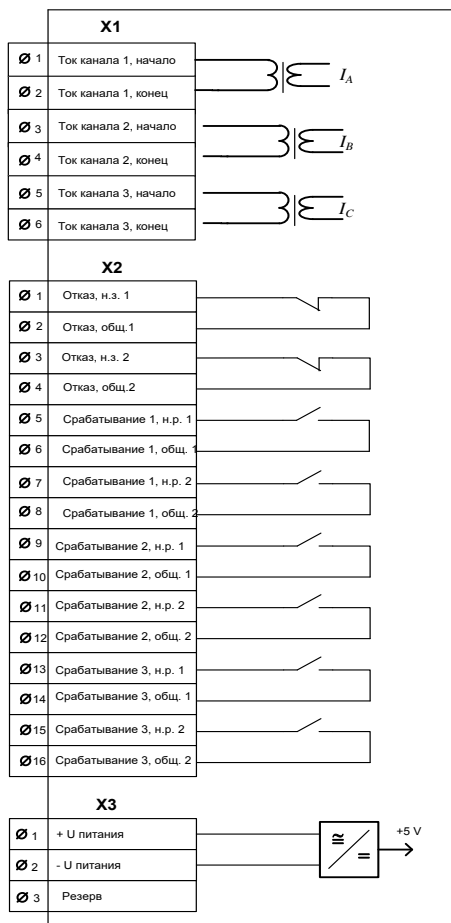 X1
1 Ток канала 1, начало
2 Ток канала 1, конец
I_A
3 Ток канала 2, начало
4 Ток канала 2, конец
I_B
5 Ток канала 3, начало
6 Ток канала 3, конец
I_C
X2
1 Отказ, н.з. 1
2 Отказ, общ.1
3 Отказ, н.з. 2
4 Отказ, общ.2
5 Срабатывание 1, н.р. 1
6 Срабатывание 1, общ. 1
7 Срабатывание 1, н.р. 2
8 Срабатывание 1, общ. 2
9 Срабатывание 2, н.р. 1
10 Срабатывание 2, общ. 1
11 Срабатывание 2, н.р. 2
12 Срабатывание 2, общ. 2
13 Срабатывание 3, н.р. 1
14 Срабатывание 3, общ. 1
15 Срабатывание 3, н.р. 2
16 Срабатывание 3, общ. 2
X3
1 + U питания
2 - U питания
3 Резерв
≅
=
+5 V